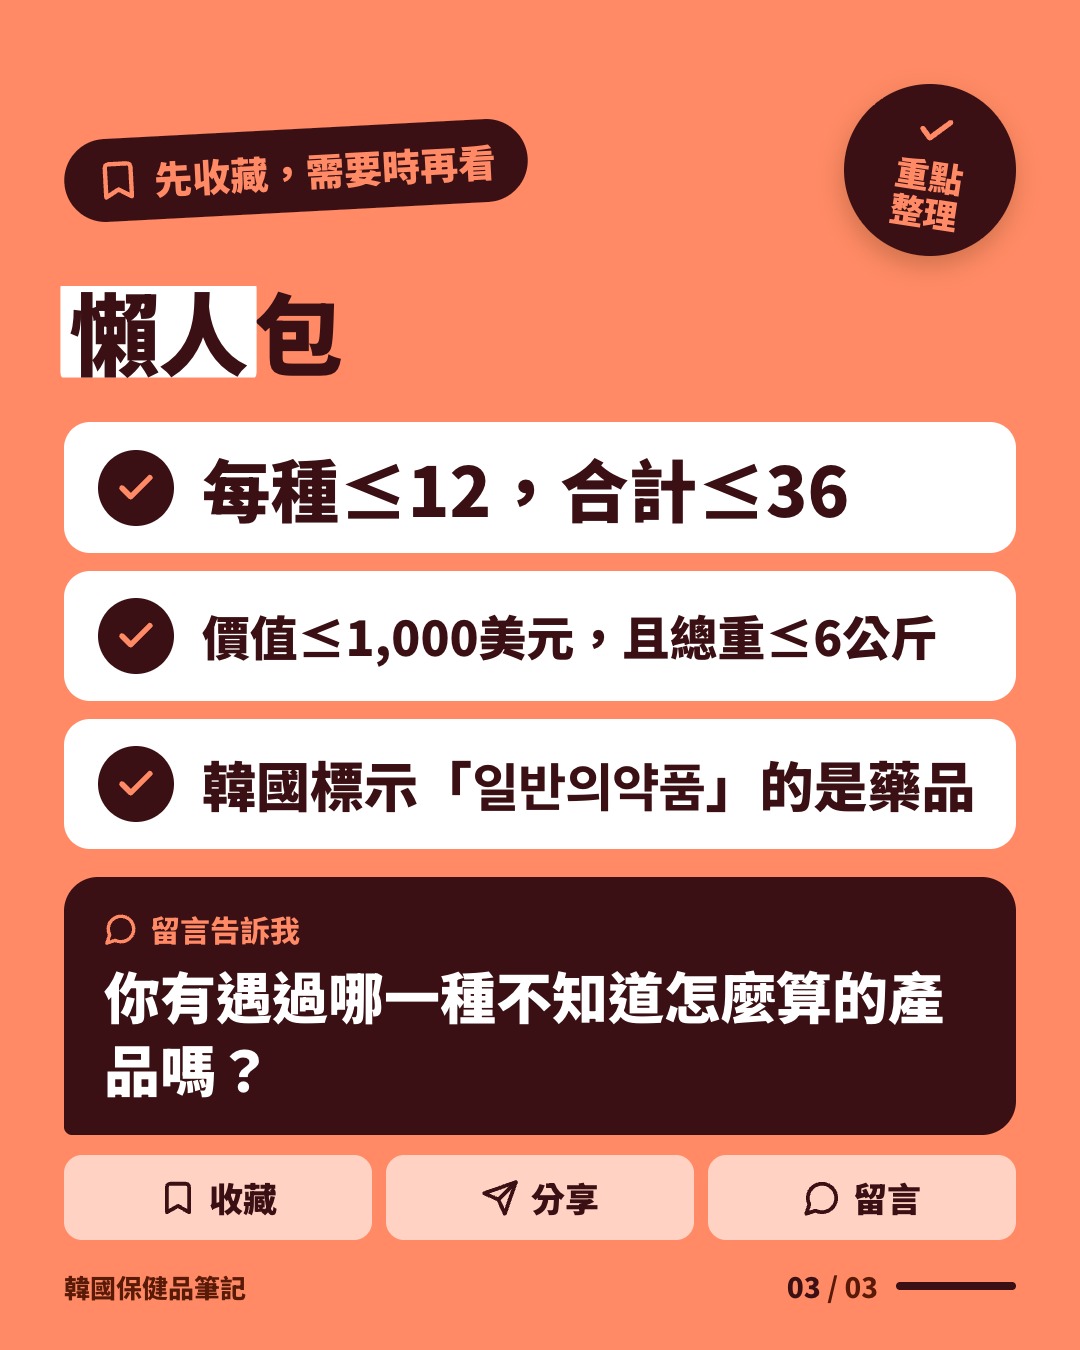 先收藏，需要時再看
重點
整理
懶人包
每種≤12，合計≤36
價值≤1,000美元，且總重≤6公斤
韓國標示「일반의약품」的是藥品
留言告訴我
你有遇過哪一種不知道怎麼算的產
品嗎？
收藏
分享
留言
韓國保健品筆記
03 / 03